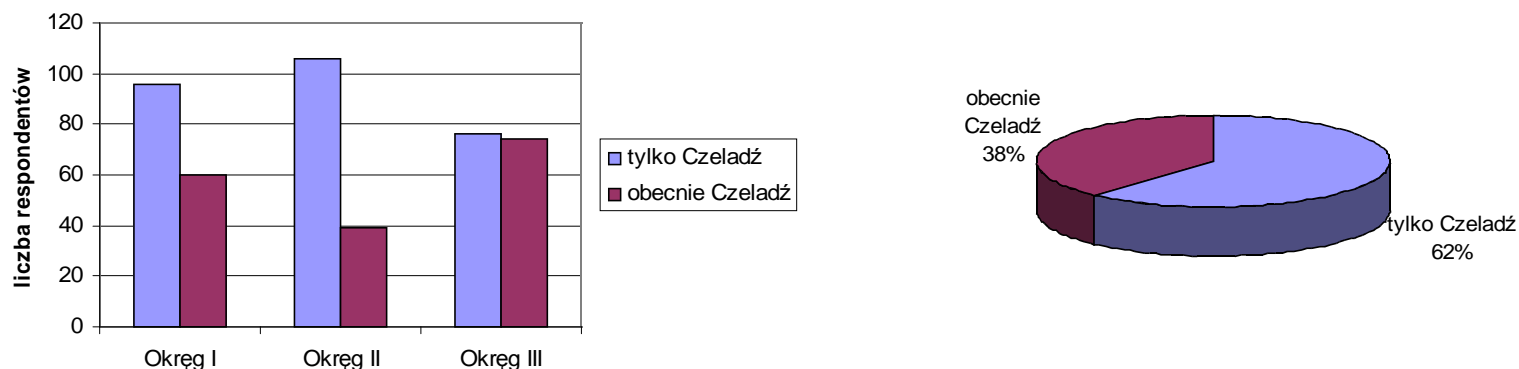 liczba respondentów
120
100
80
60
40
20
0
Okręg I
Okręg II
Okręg III
tylko Czeladź
obecnie Czeladź
obecnie
Czeladź
38%
tylko Czeladź
62%